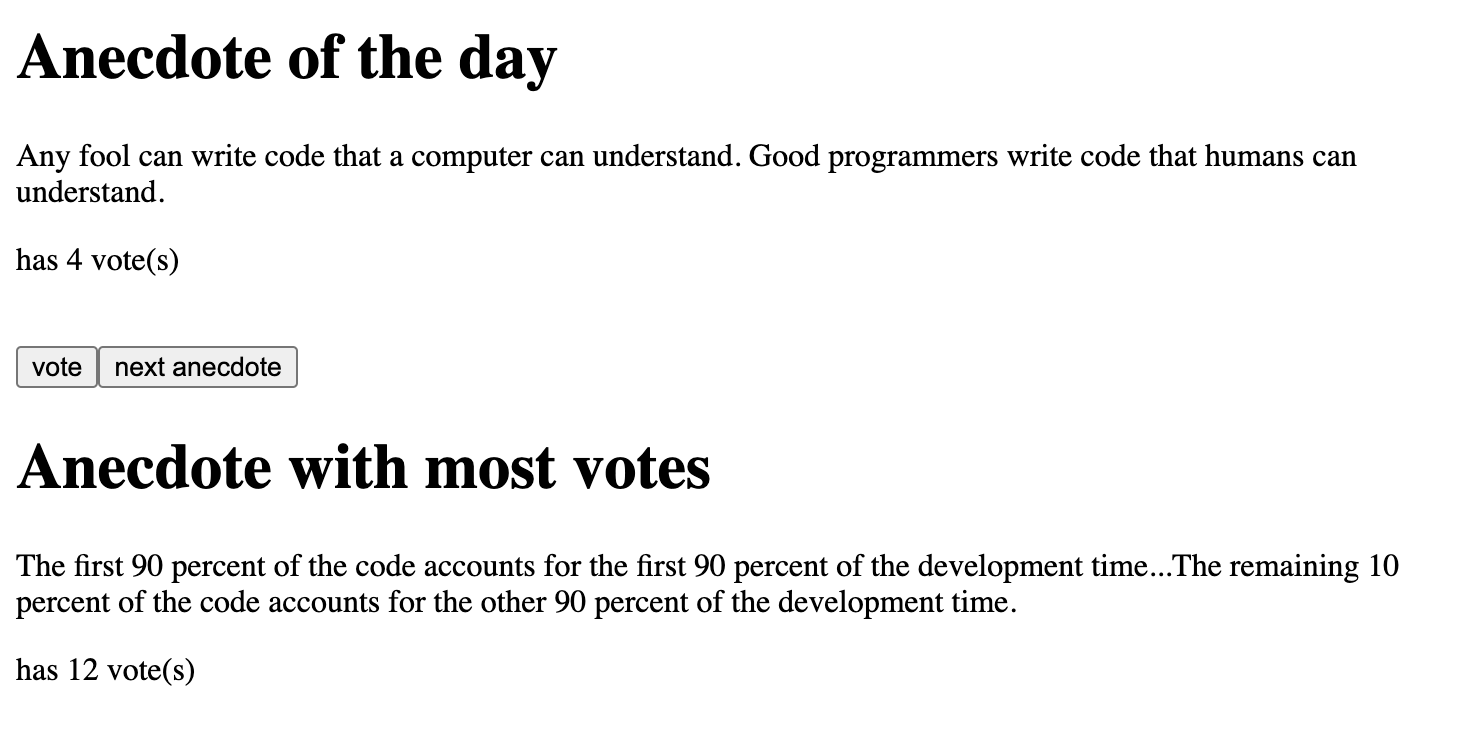 Anecdote of the day
Any fool can write code that a computer can understand. Good programmers write code that humans can
understand.
has 4 vote(s)
vote next anecdote
Anecdote with most votes
The first 90 percent of the code accounts for the first 90 percent of the development time...The remaining 10
percent of the code accounts for the other 90 percent of the development time.
has 12 vote(s)